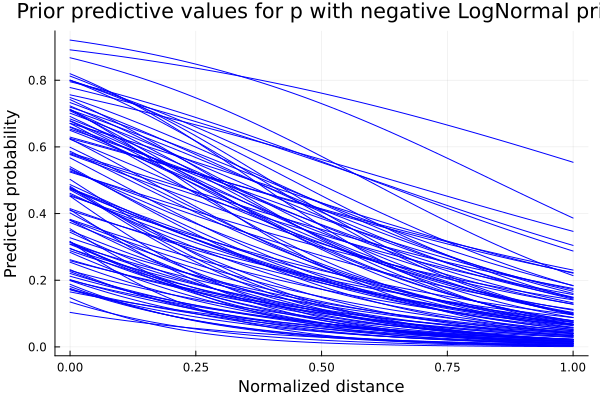 Prior predictive values for p with negative LogNormal pri
Predicted probability
0.8
0.6
0.4
0.2
0.0
0.00 0.25 0.50 0.75 1.00
Normalized distance